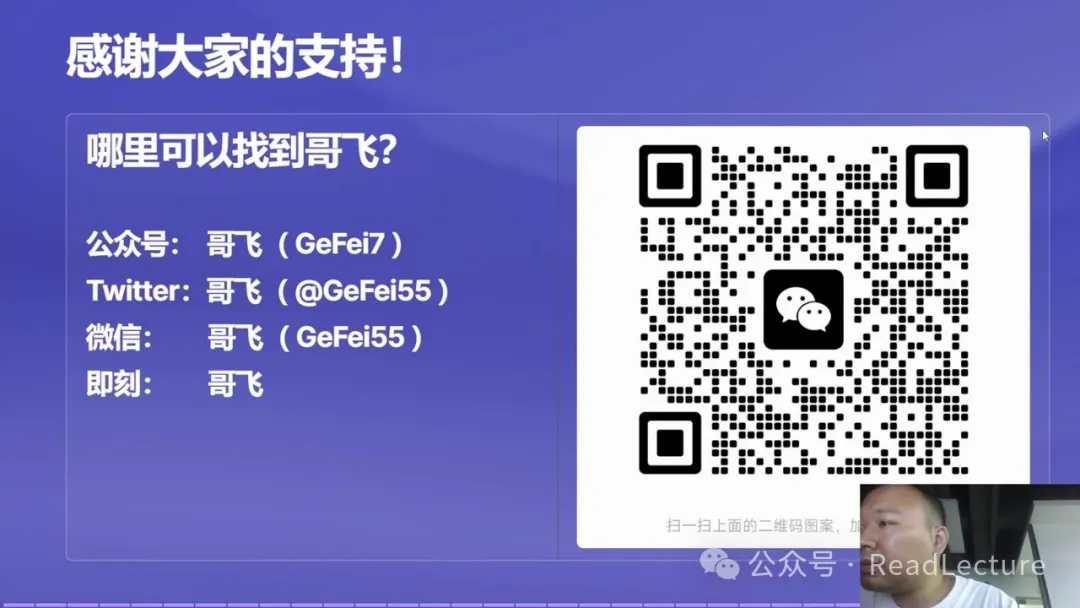 感谢大家的支持！
哪里可以找到哥飞？
公众号： 哥飞（GeFei7）
Twitter： 哥飞（@GeFei55）
微信： 哥飞（GeFei55）
即刻： 哥飞
扫一扫上面的二维码图案，加
公众号 · ReadLecture